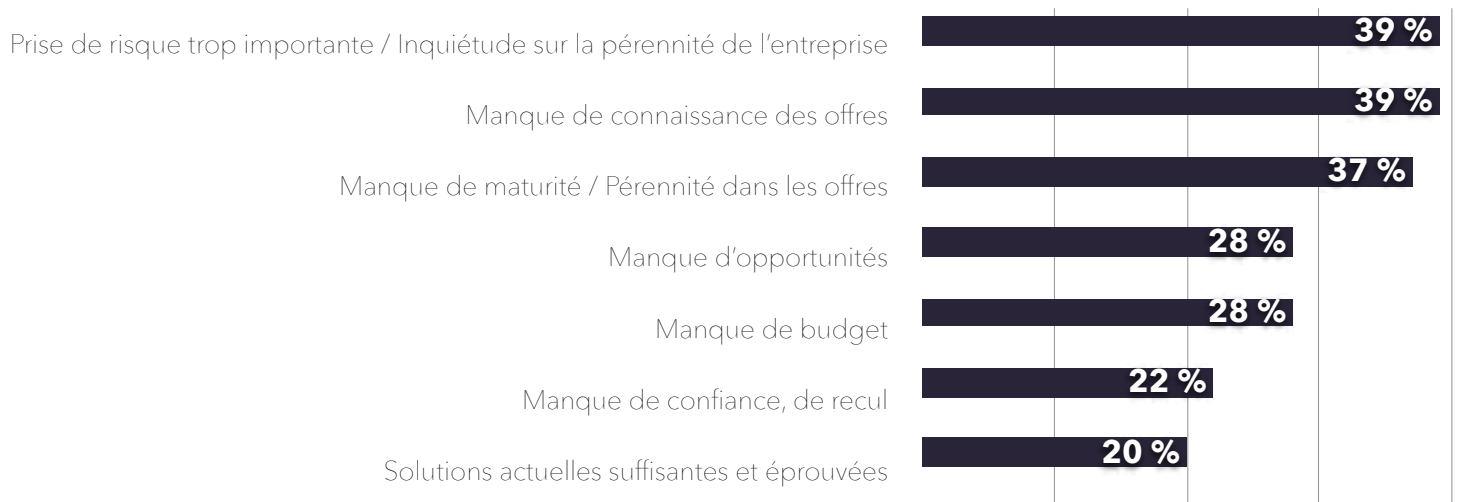 Prise de risque trop importante / Inquiétude sur la pérennité de l’entreprise 39 %
Manque de connaissance des offres 39 %
Manque de maturité / Pérennité dans les offres 37 %
Manque d’opportunités 28 %
Manque de budget 28 %
Manque de confiance, de recul 22 %
Solutions actuelles suffisantes et éprouvées 20 %